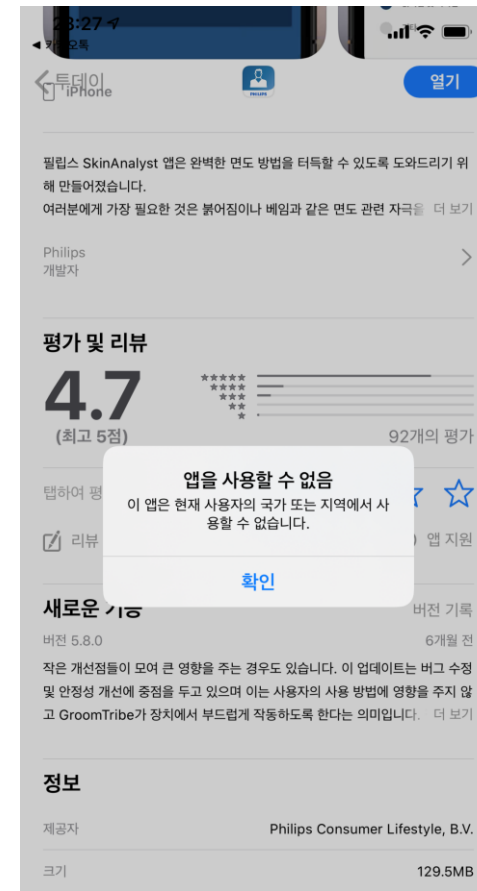 23:27
투데이
iPhone
PHILIPS
열기
필립스 SkinAnalyst 앱은 완벽한 면도 방법을 터득할 수 있도록 도와드리기 위
해 만들어졌습니다.
여러분에게 가장 필요한 것은 붉어짐이나 베임과 같은 면도 관련 자극을 더 보기
Philips
개발자
평가 및 리뷰
4.7
(최고 5점)
92개의 평가
탭하여 평
앱을 사용할 수 없음
이 앱은 현재 사용자의 국가 또는 지역에서 사
용할 수 없습니다.
리뷰
앱 지원
확인
새로운 기능
버전 기록
버전 5.8.0
6개월 전
작은 개선점들이 모여 큰 영향을 주는 경우도 있습니다. 이 업데이트는 버그 수정
및 안정성 개선에 중점을 두고 있으며 이는 사용자의 사용 방법에 영향을 주지 않
고 GroomTribe가 장치에서 부드럽게 작동하도록 한다는 의미입니다. 더 보기
정보
제공자
Philips Consumer Lifestyle, B.V.
크기
129.5MB